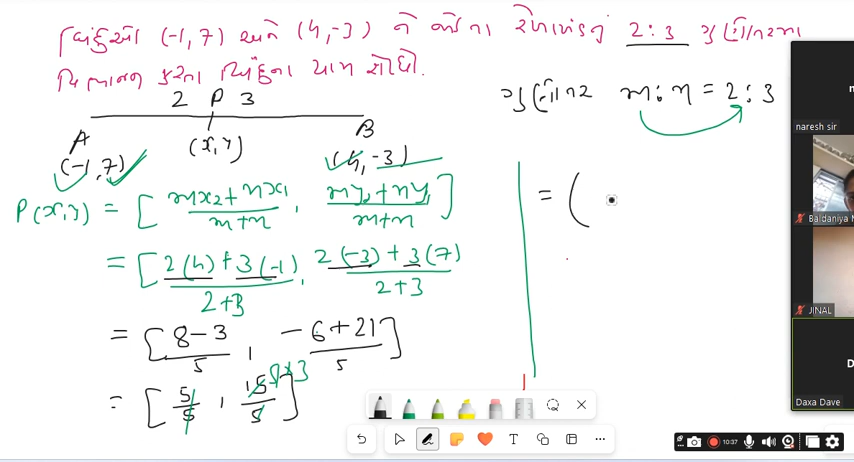 બિંદુઓ (-1,7) અને (4,-3) ને જોડતા રેખાખંડનું 2:3 ગુણોત્તરમાં
વિભાજન કરતા બિંદુના યામ શોધો.
2 P 3
A B
(x,y)
(-1,7) (4,-3)
ગુણોત્તર m:n = 2:3
P(x,y) = [ mx₂+nx₁/m+n , my₂+ny₁/m+n ]
= [ 2(4)+3(-1)/2+3 , 2(-3)+3(7)/2+3 ]
= [ 8-3/5 , -6+21/5 ]
= [ 5/5 , 15/5 ]
= (
naresh sir
Baldaniya
JINAL
Daxa Dave
10:37